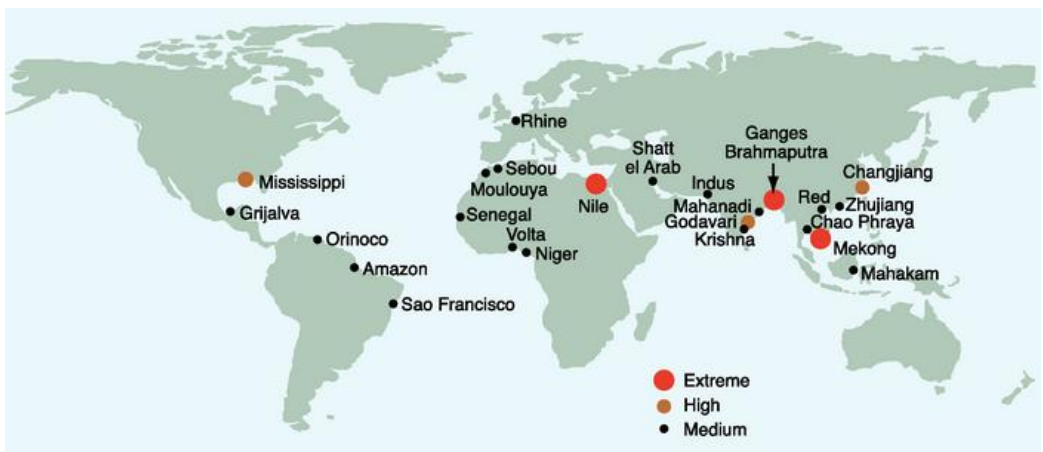 Rhine
Ganges
Brahmaputra
Shatt
el Arab
Sebou
Moulouya
Mississippi
Nile
Indus
Changjiang
Grijalva
Senegal
Mahanadi
Red
Zhujiang
Godavari
Chao Phraya
Krishna
Orinoco
Volta
Niger
Mekong
Amazon
Mahakam
Sao Francisco
Extreme
High
Medium